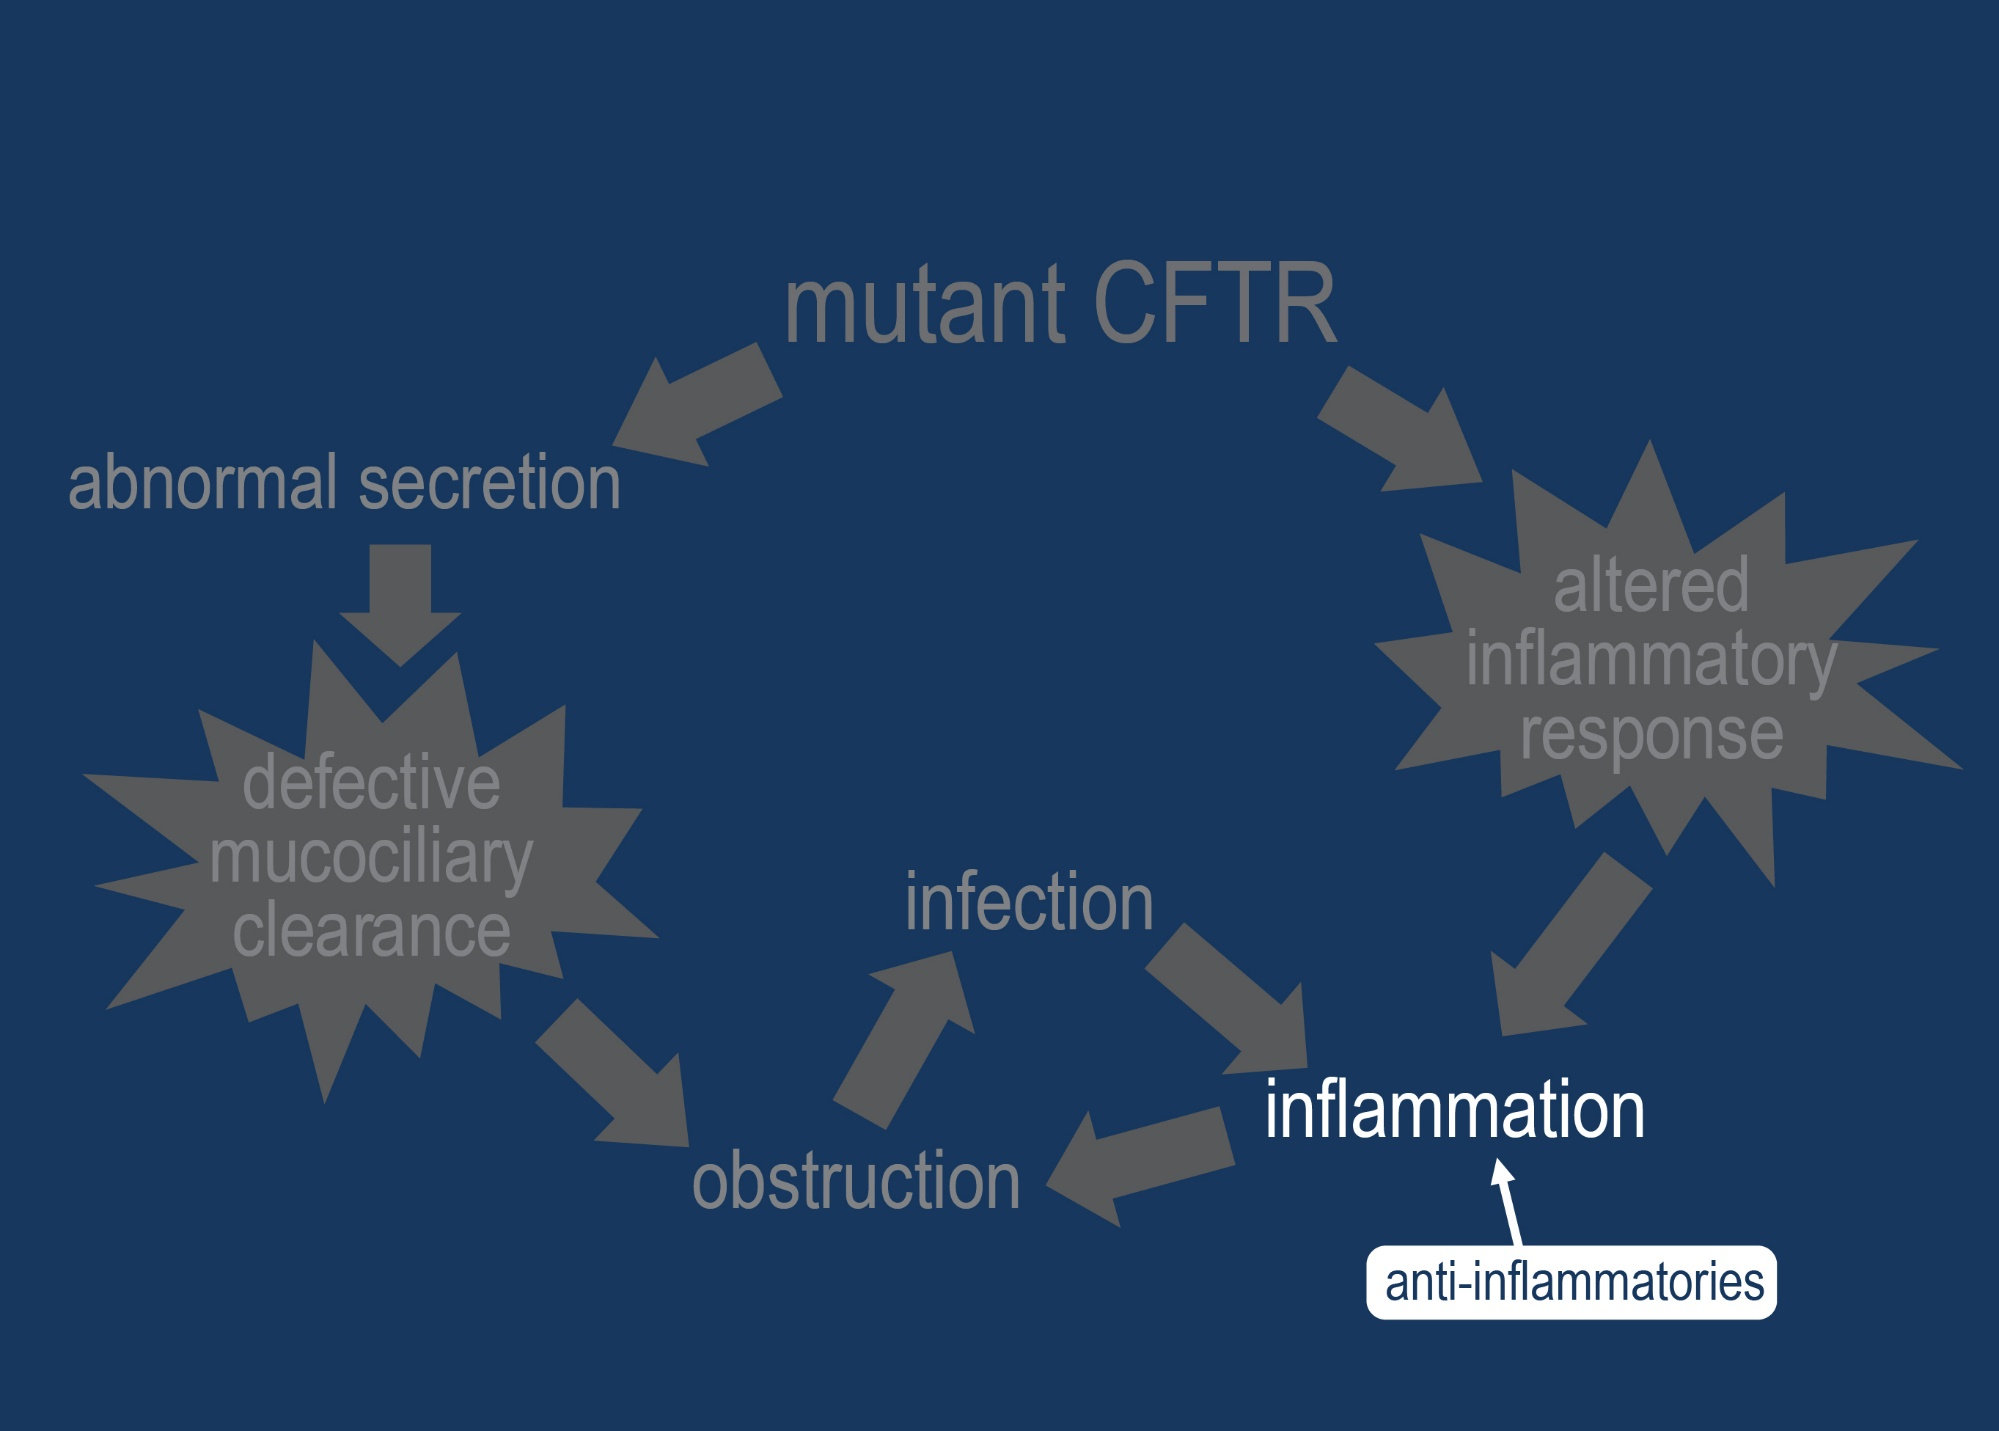 mutant CFTR
abnormal secretion
altered
inflammatory
response
defective
mucociliary
clearance
infection
inflammation
obstruction
anti-inflammatories